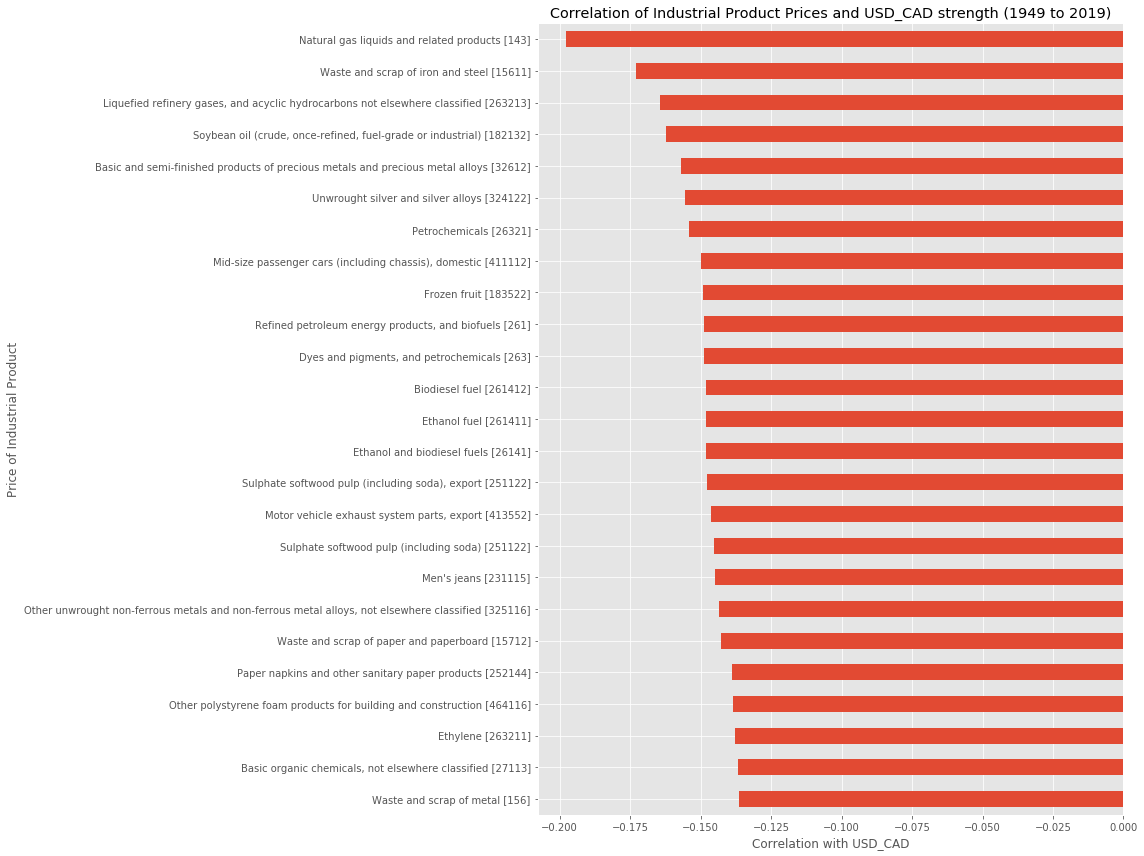 Correlation of Industrial Product Prices and USD_CAD strength (1949 to 2019)
Price of Industrial Product
Natural gas liquids and related products [143]
Waste and scrap of iron and steel [15611]
Liquefied refinery gases, and acyclic hydrocarbons not elsewhere classified [263213]
Soybean oil (crude, once-refined, fuel-grade or industrial) [182132]
Basic and semi-finished products of precious metals and precious metal alloys [32612]
Unwrought silver and silver alloys [324122]
Petrochemicals [26321]
Mid-size passenger cars (including chassis), domestic [411112]
Frozen fruit [183522]
Refined petroleum energy products, and biofuels [261]
Dyes and pigments, and petrochemicals [263]
Biodiesel fuel [261412]
Ethanol fuel [261411]
Ethanol and biodiesel fuels [26141]
Sulphate softwood pulp (including soda), export [251122]
Motor vehicle exhaust system parts, export [413552]
Sulphate softwood pulp (including soda) [251122]
Men's jeans [231115]
Other unwrought non-ferrous metals and non-ferrous metal alloys, not elsewhere classified [325116]
Waste and scrap of paper and paperboard [15712]
Paper napkins and other sanitary paper products [252144]
Other polystyrene foam products for building and construction [464116]
Ethylene [263211]
Basic organic chemicals, not elsewhere classified [27113]
Waste and scrap of metal [156]
−0.200 −0.175 −0.150 −0.125 −0.100 −0.075 −0.050 −0.025 0.000
Correlation with USD_CAD